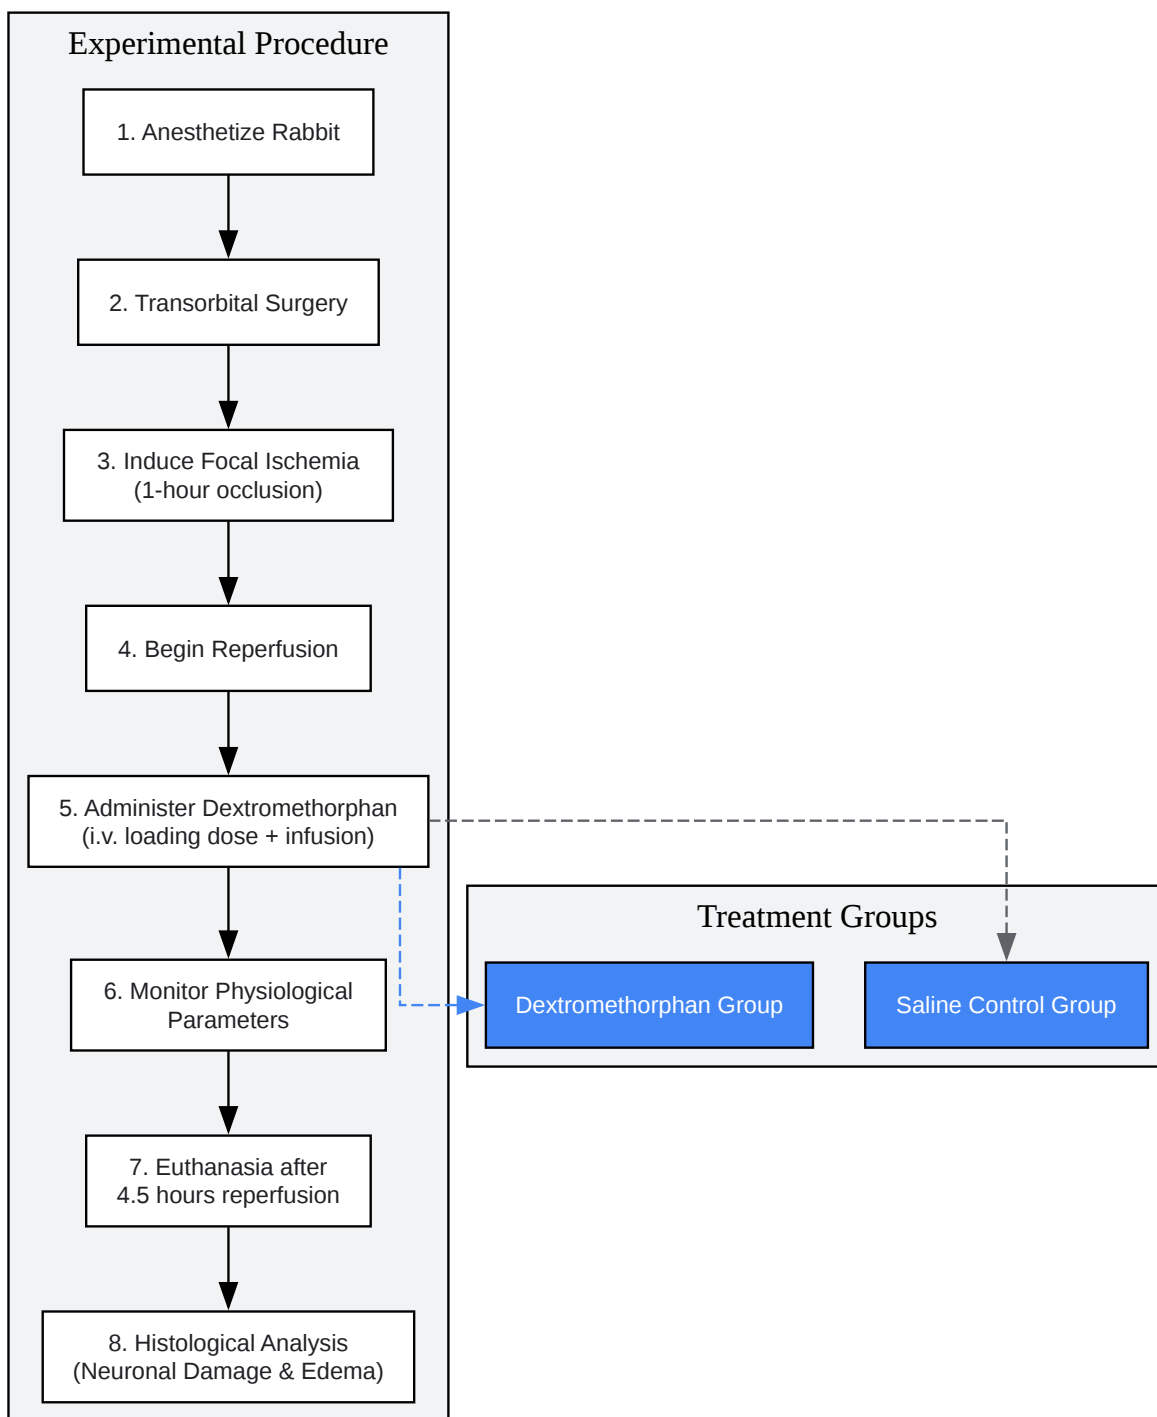 Experimental Procedure
1. Anesthetize Rabbit
2. Transorbital Surgery
3. Induce Focal Ischemia
(1-hour occlusion)
4. Begin Reperfusion
5. Administer Dextromethorphan
(i.v. loading dose + infusion)
6. Monitor Physiological
Parameters
7. Euthanasia after
4.5 hours reperfusion
8. Histological Analysis
(Neuronal Damage & Edema)
Treatment Groups
Dextromethorphan Group
Saline Control Group